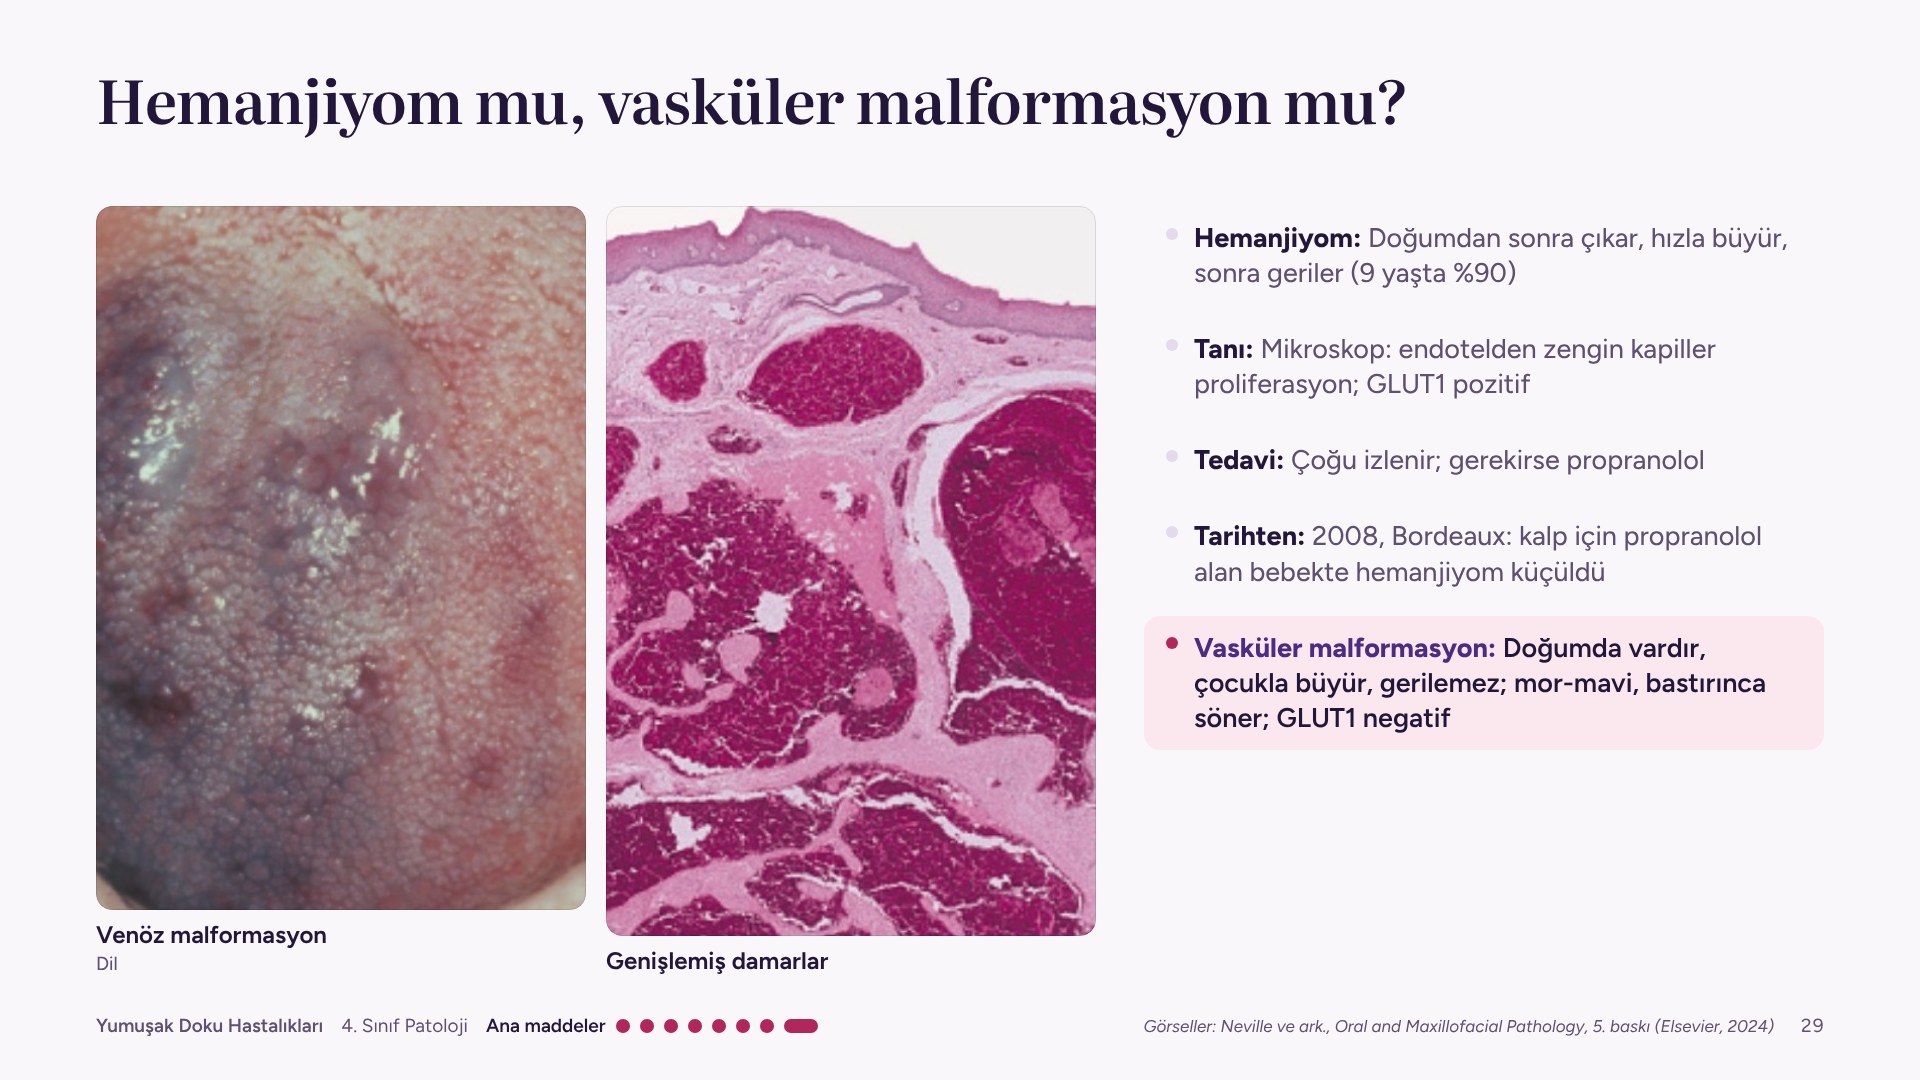 Hemanjiyom mu, vasküler malformasyon mu?
Hemanjiyom: Doğumdan sonra çıkar, hızla büyür,
sonra geriler (9 yaşta %90)
Tanı: Mikroskop: endotelden zengin kapiller
proliferasyon; GLUT1 pozitif
Tedavi: Çoğu izlenir; gerekirse propranolol
Tarihten: 2008, Bordeaux: kalp için propranolol
alan bebekte hemanjiyom küçüldü
Vasküler malformasyon: Doğumda vardır,
çocukla büyür, gerilemez; mor-mavi, bastırınca
söner; GLUT1 negatif
Venöz malformasyon
Dil
Genişlemiş damarlar
Yumuşak Doku Hastalıkları 4. Sınıf Patoloji Ana maddeler
Görseller: Neville ve ark., Oral and Maxillofacial Pathology, 5. baskı (Elsevier, 2024) 29